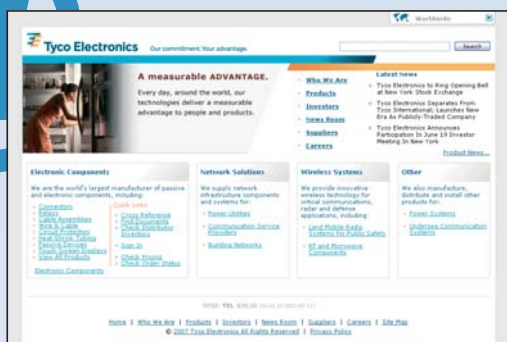 Worldwide
Tyco Electronics
Our commitment. Your advantage.
Search
A measurable ADVANTAGE.
Every day, around the world, our
technologies deliver a measurable
advantage to people and products.
Who We Are
Products
Investors
News Room
Suppliers
Careers
Latest News
Tyco Electronics to Ring Opening Bell
at New York Stock Exchange
Tyco Electronics Separates From
Tyco International; Launches New
Era As Publicly-Traded Company
Tyco Electronics Announces
Participation In June 19 Investor
Meeting In New York
Product News...
Electronic Components
We are the world's largest manufacturer of passive
and electronic components, including:
Connectors
Relays
Cable Assemblies
Wire & Cable
Circuit Protection
Heat Shrink Tubing
Passive Devices
Touch Screen Displays
View All Products
Electronic Components
Quick Links
Cross Reference
Find Documents
Check Distributor
Inventory
Sign In
Check Pricing
Check Order Status
Network Solutions
We supply network
infrastructure components
and systems for:
Power Utilities
Communication Service
Providers
Building Networks
Wireless Systems
We provide innovative
wireless technology for
critical communications,
radar and defense
applications, including:
Land Mobile Radio
Systems for Public Safety
RF and Microwave
Components
Other
We also manufacture,
distribute and install other
products for:
Power Systems
Undersea Communication
Systems
NYSE: TEL
Home | Who We Are | Products | Investors | News Room | Suppliers | Careers | Site Map
© 2007 Tyco Electronics All Rights Reserved | Privacy Policy